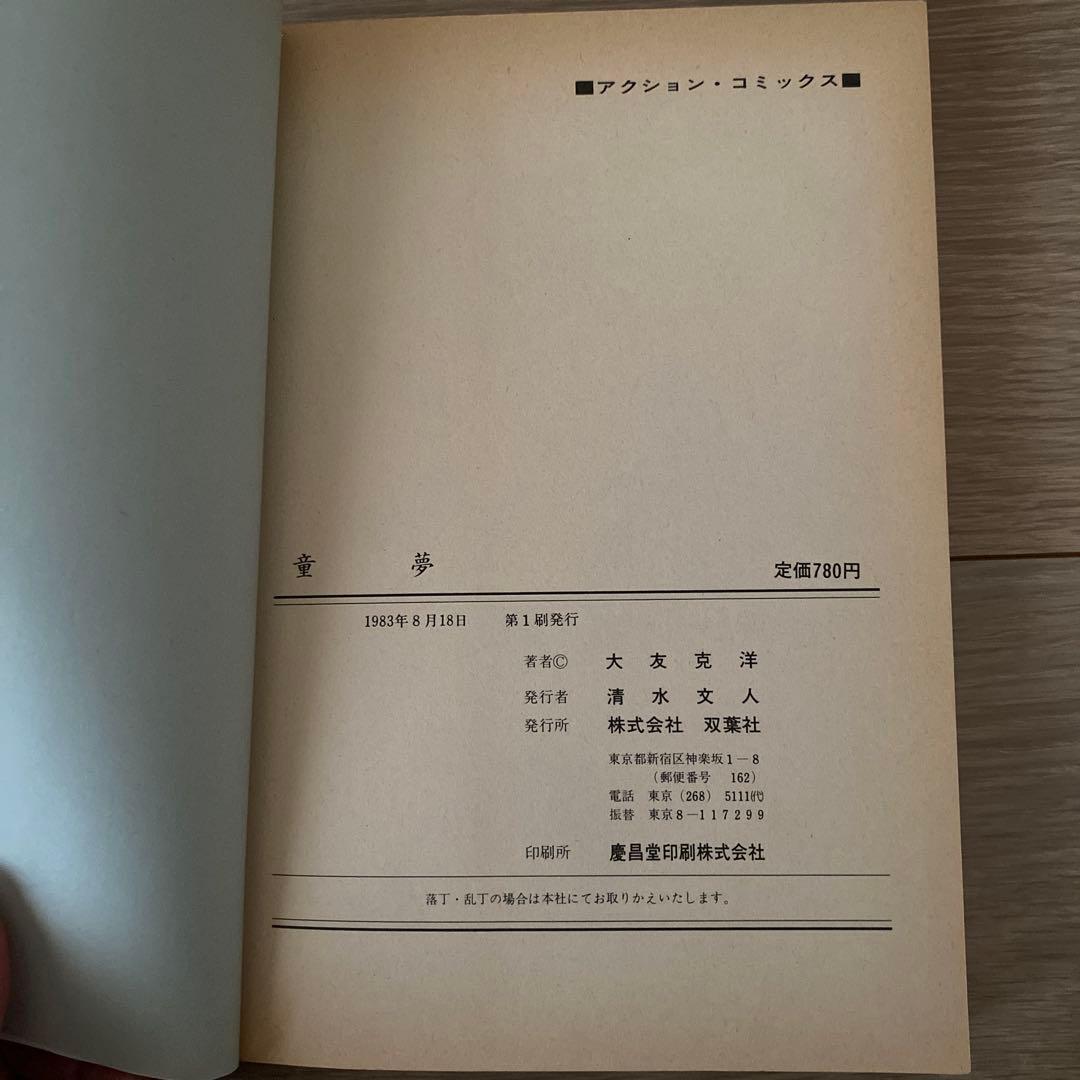 ■アクション・コミックス■
童 夢
定価780円
1983年8月18日 第1刷発行
著者© 大友克洋
発行者 清水文人
発行所 株式会社 双葉社
東京都新宿区神楽坂1―8
(郵便番号 162)
電話 東京(268) 5111(代)
振替 東京8―117299
印刷所 慶昌堂印刷株式会社
落丁・乱丁の場合は本社にてお取りかえいたします。